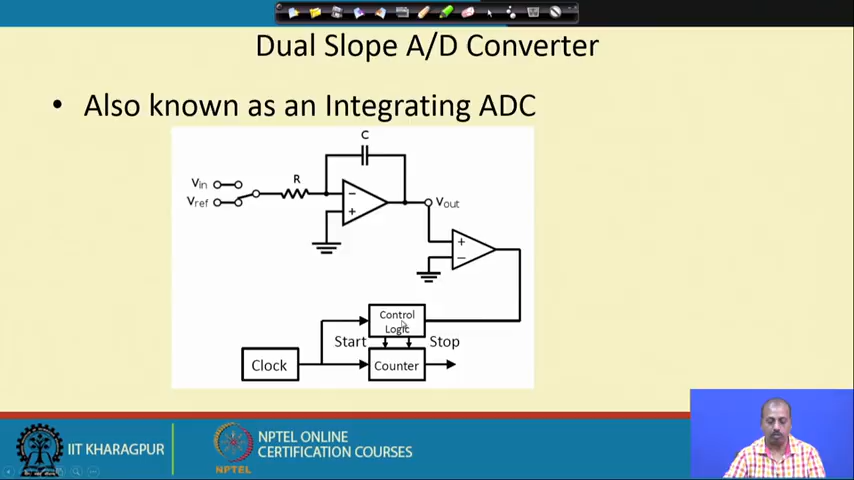 Dual Slope A/D Converter
• Also known as an Integrating ADC
C
R
Vin
Vref
Vout
−
+
+
−
Control
Logic
Start
Stop
Clock
Counter
IIT KHARAGPUR
NPTEL
NPTEL ONLINE
CERTIFICATION COURSES